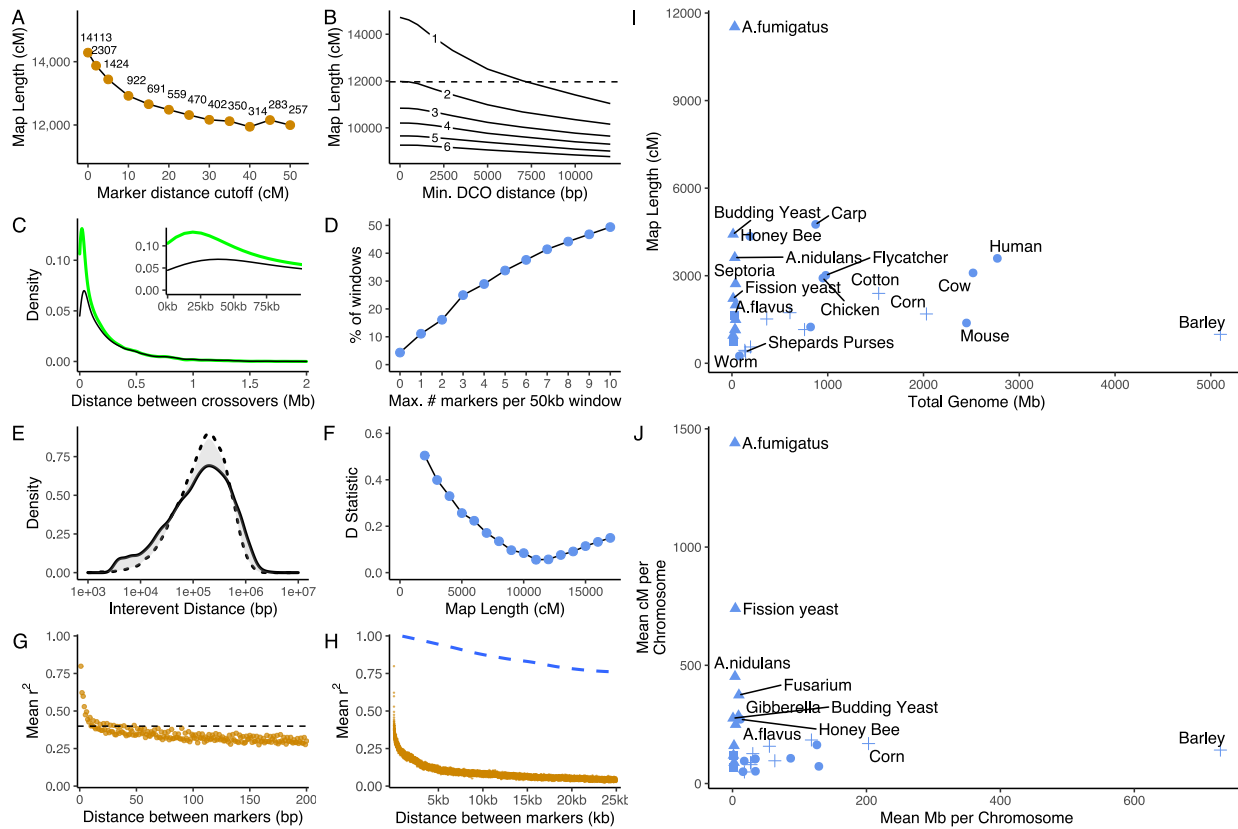 A
Map Length (cM)
14,000
12,000
14113
2307
1424
922
691
559
470
402
350
314
283
257
0
10
20
30
40
50
Marker distance cutoff (cM)
B
Map Length (cM)
14000
12000
10000
1
2
3
4
5
6
0
2500
5000
7500
10000
Min. DCO distance (bp)
C
Density
0.10
0.05
0.00
0.10
0.05
0.00
0kb
25kb
50kb
75kb
0
0.5
1
1.5
2
Distance between crossovers (Mb)
D
% of windows
50
40
30
20
10
0
0
1
2
3
4
5
6
7
8
9
10
Max. # markers per 50kb window
E
Density
0.75
0.50
0.25
0.00
1e+03
1e+04
1e+05
1e+06
1e+07
Interevent Distance (bp)
F
D Statistic
0.6
0.4
0.2
0.0
0
5000
10000
15000
Map Length (cM)
G
Mean r²
1.00
0.75
0.50
0.25
0.00
0
50
100
150
200
Distance between markers (bp)
H
Mean r²
1.00
0.75
0.50
0.25
0.00
5kb
10kb
15kb
20kb
25kb
Distance between markers (kb)
I
Map Length (cM)
12000
9000
6000
3000
0
A.fumigatus
Budding Yeast
Carp
Honey Bee
Human
A.nidulans
Flycatcher
Septoria
Cotton
Cow
Fission yeast
Corn
A.flavus
Chicken
Barley
Mouse
Shepards Purses
Worm
0
1000
2000
3000
4000
5000
Total Genome (Mb)
J
Mean cM per
Chromosome
1500
1000
500
0
A.fumigatus
Fission yeast
A.nidulans
Fusarium
Gibberella
Budding Yeast
A.flavus
Honey Bee
Barley
Corn
0
200
400
600
Mean Mb per Chromosome